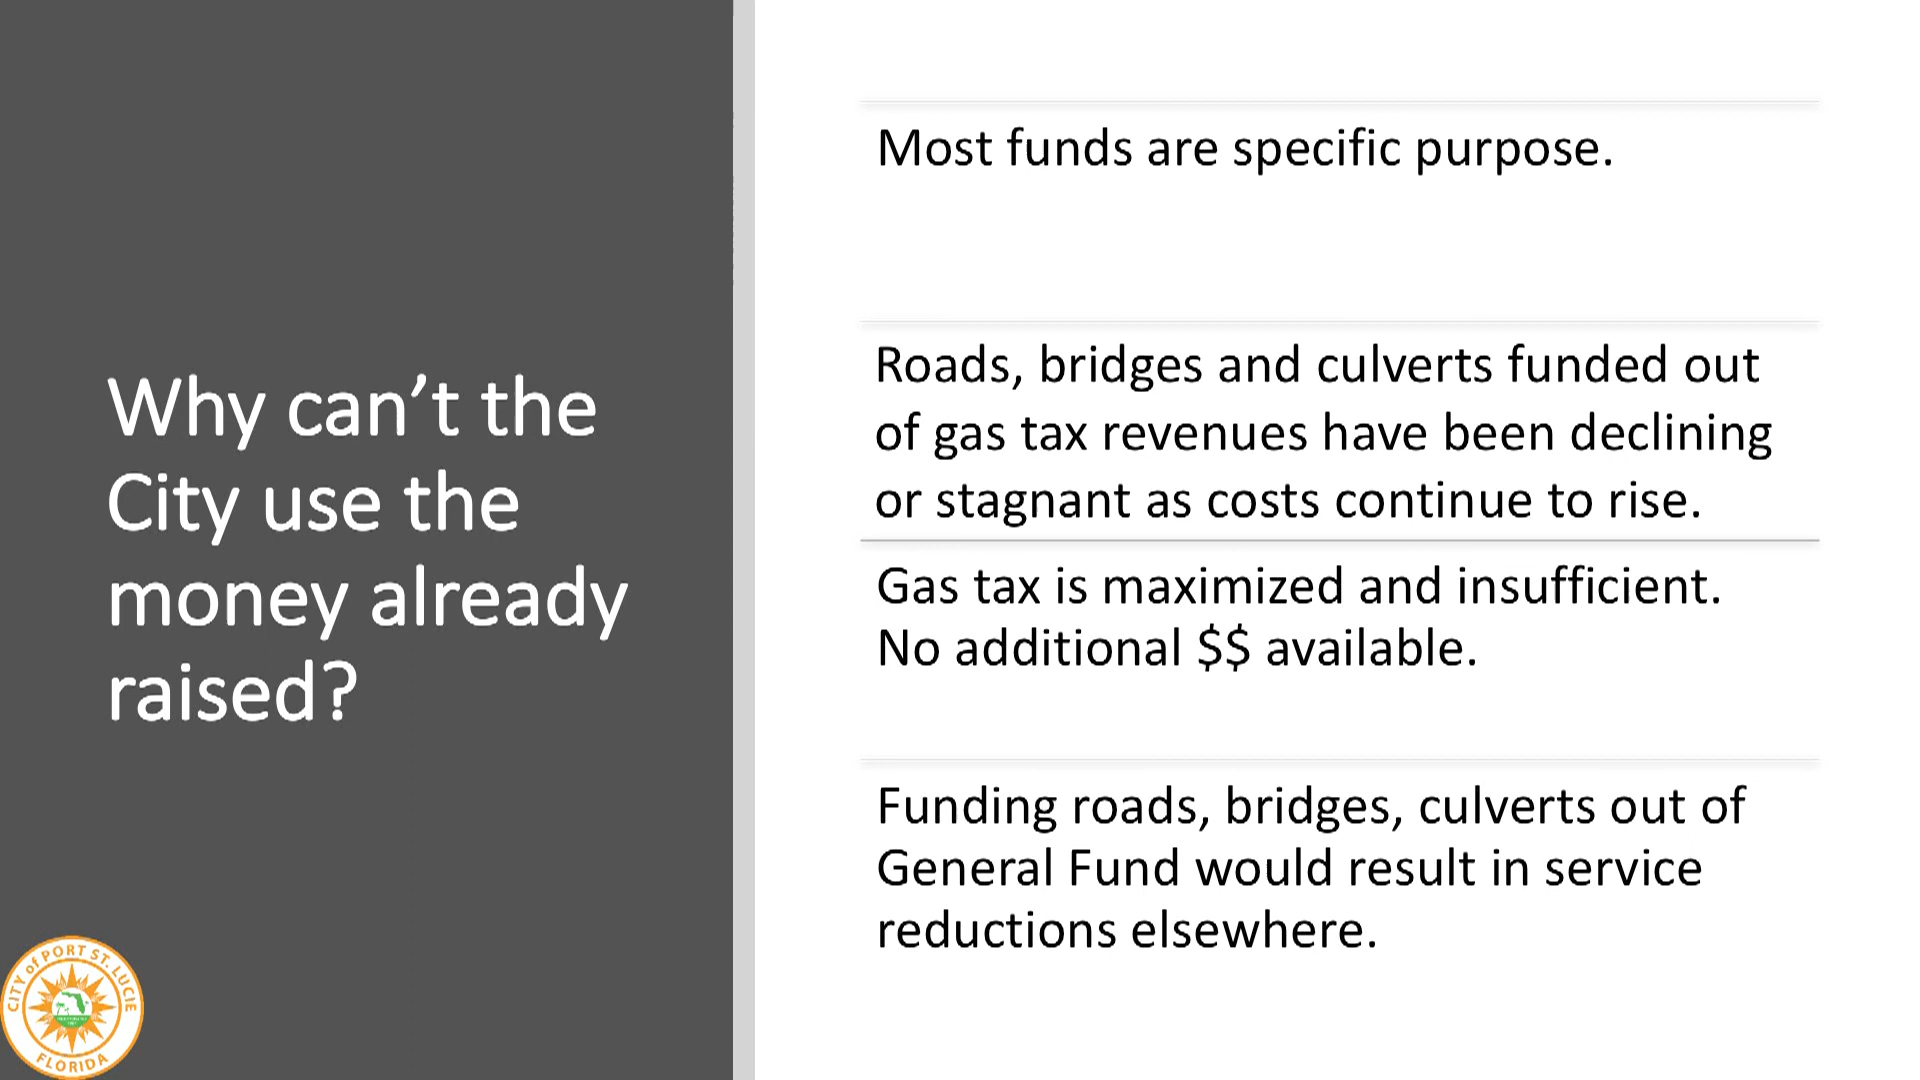 Why can’t the
City use the
money already
raised?
Most funds are specific purpose.
Roads, bridges and culverts funded out
of gas tax revenues have been declining
or stagnant as costs continue to rise.
Gas tax is maximized and insufficient.
No additional $$ available.
Funding roads, bridges, culverts out of
General Fund would result in service
reductions elsewhere.
CITY of PORT ST. LUCIE
FLORIDA